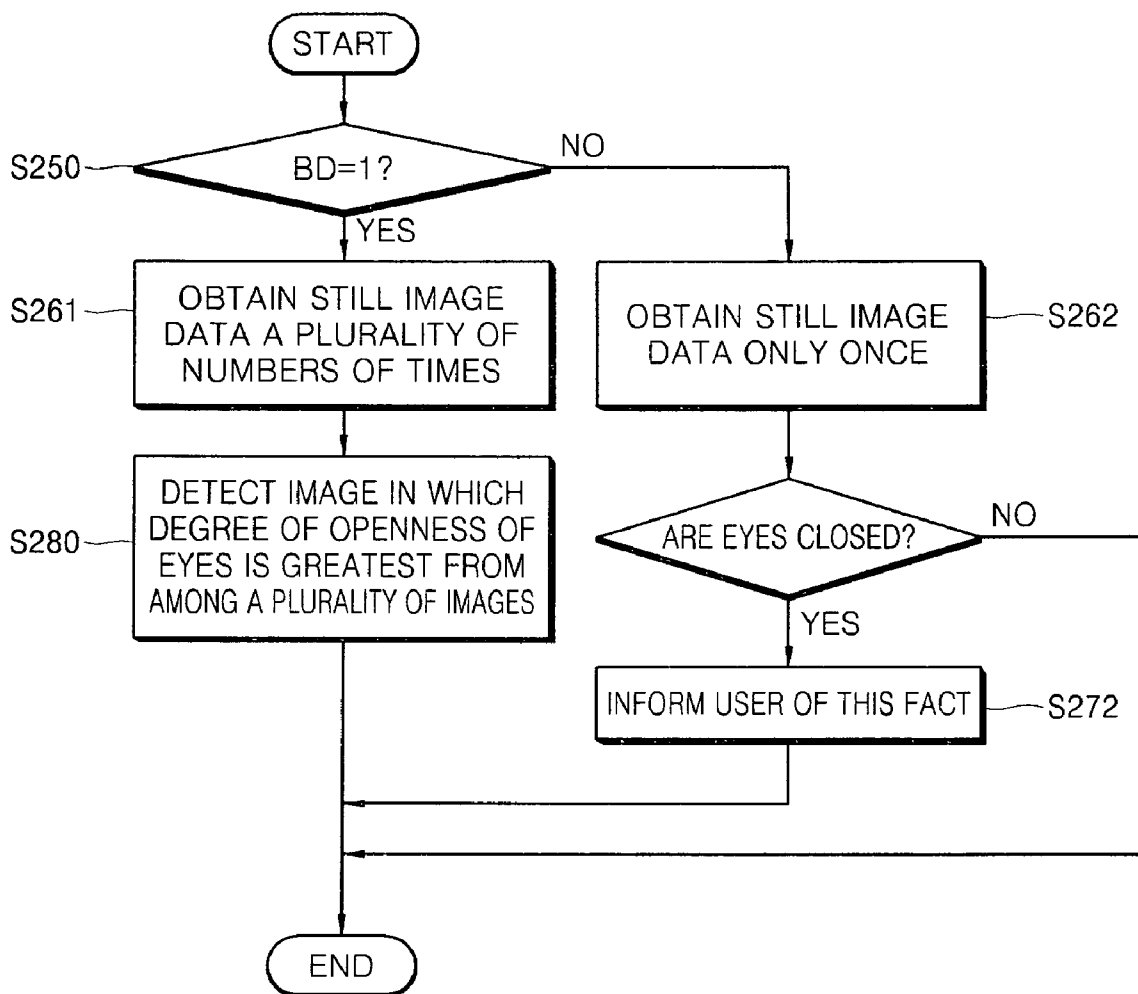 START
S250
BD=1?
NO
YES
S261
OBTAIN STILL IMAGE
DATA A PLURALITY OF
NUMBERS OF TIMES
OBTAIN STILL IMAGE
DATA ONLY ONCE
S262
S280
DETECT IMAGE IN WHICH
DEGREE OF OPENNESS OF
EYES IS GREATEST FROM
AMONG A PLURALITY OF IMAGES
ARE EYES CLOSED?
NO
YES
INFORM USER OF THIS FACT
S272
END